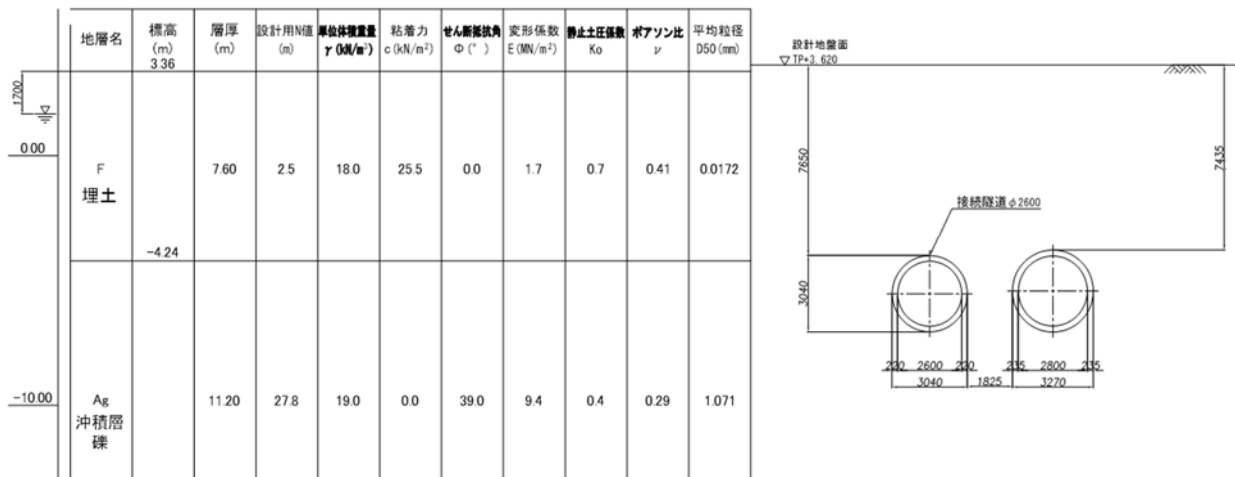 地層名 標高 (m) 層厚 (m) 設計用N値 (m) 単位体積重量 γ (kN/m³) 粘着力 c (kN/m²) せん断抵抗角 Φ (°) 変形係数 E (MN/m²) 静止土圧係数 Ko ポアソン比 ν 平均粒径 D50 (mm)
3.36
1700
0.00
F 埋土 7.60 2.5 18.0 25.5 0.0 1.7 0.7 0.41 0.0172
-4.24
-10.00
Ag 沖積層礫 11.20 27.8 19.0 0.0 39.0 9.4 0.4 0.29 1.071
設計地盤面
TP+3.620
7650
7435
接続隧道φ2600
3040
220 2600 220
235 2800 235
3040 1825 3270